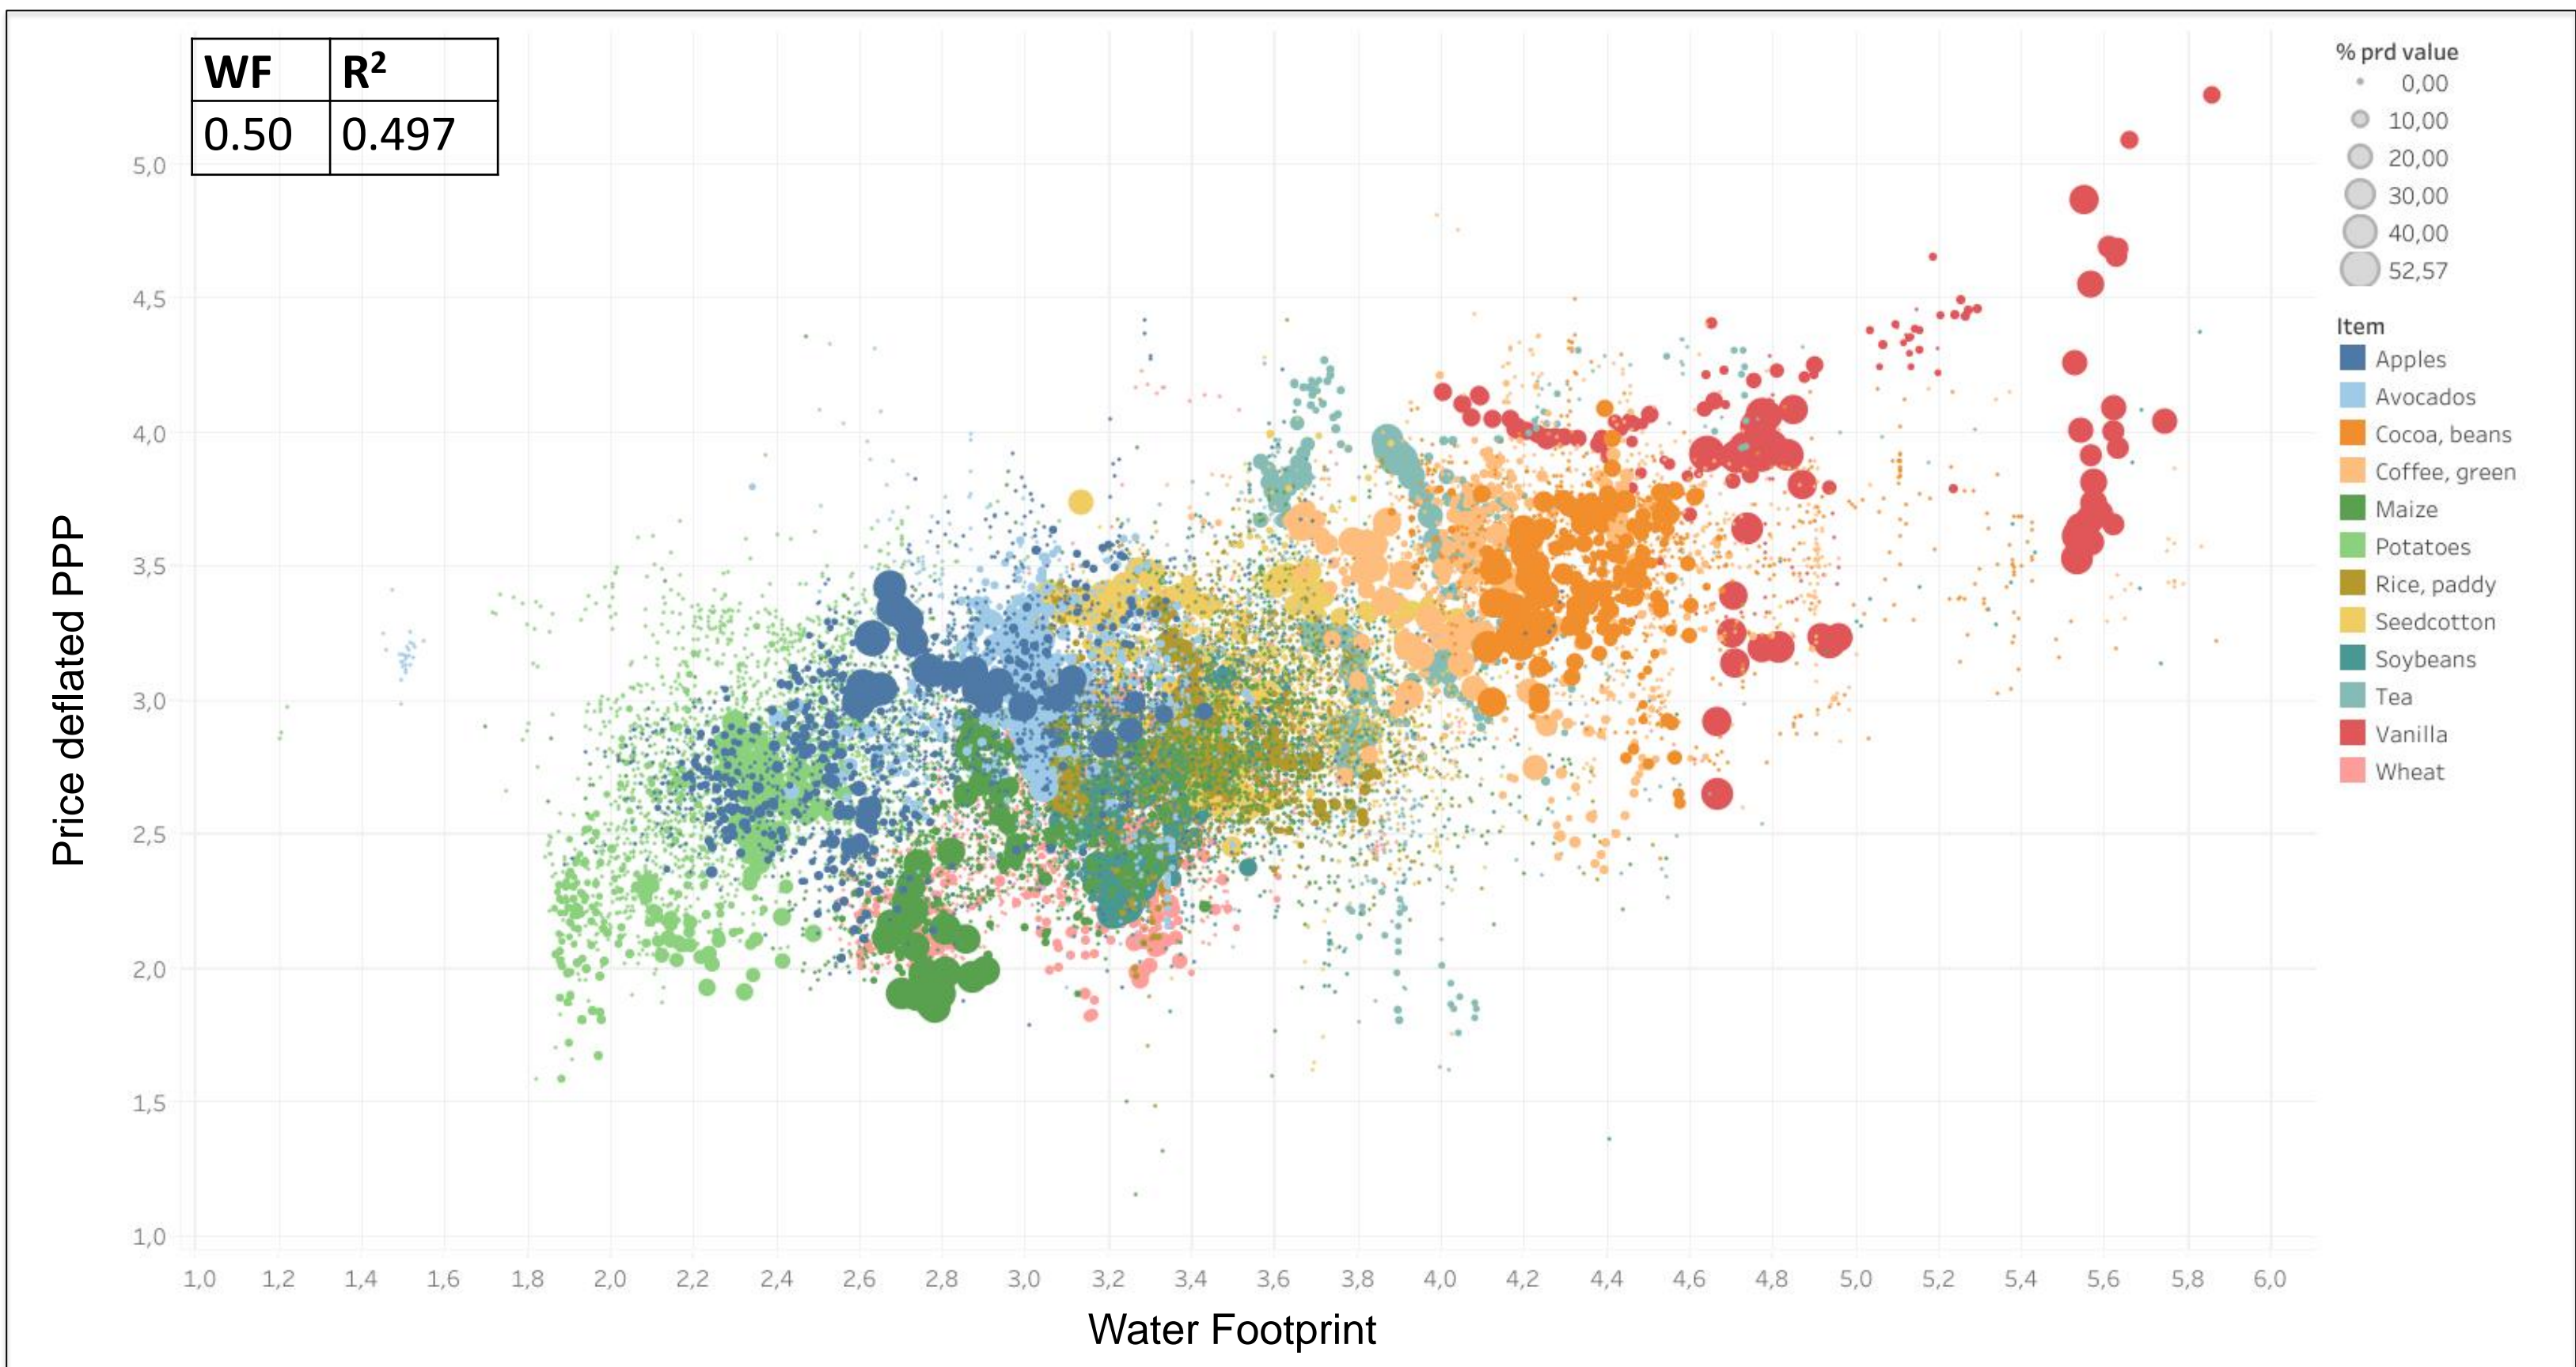 WF R²
0.50 0.497
Price deflated PPP
5,0
4,5
4,0
3,5
3,0
2,5
2,0
1,5
1,0
1,0 1,2 1,4 1,6 1,8 2,0 2,2 2,4 2,6 2,8 3,0 3,2 3,4 3,6 3,8 4,0 4,2 4,4 4,6 4,8 5,0 5,2 5,4 5,6 5,8 6,0
Water Footprint
% prd value
0,00
10,00
20,00
30,00
40,00
52,57
Item
Apples
Avocados
Cocoa, beans
Coffee, green
Maize
Potatoes
Rice, paddy
Seedcotton
Soybeans
Tea
Vanilla
Wheat